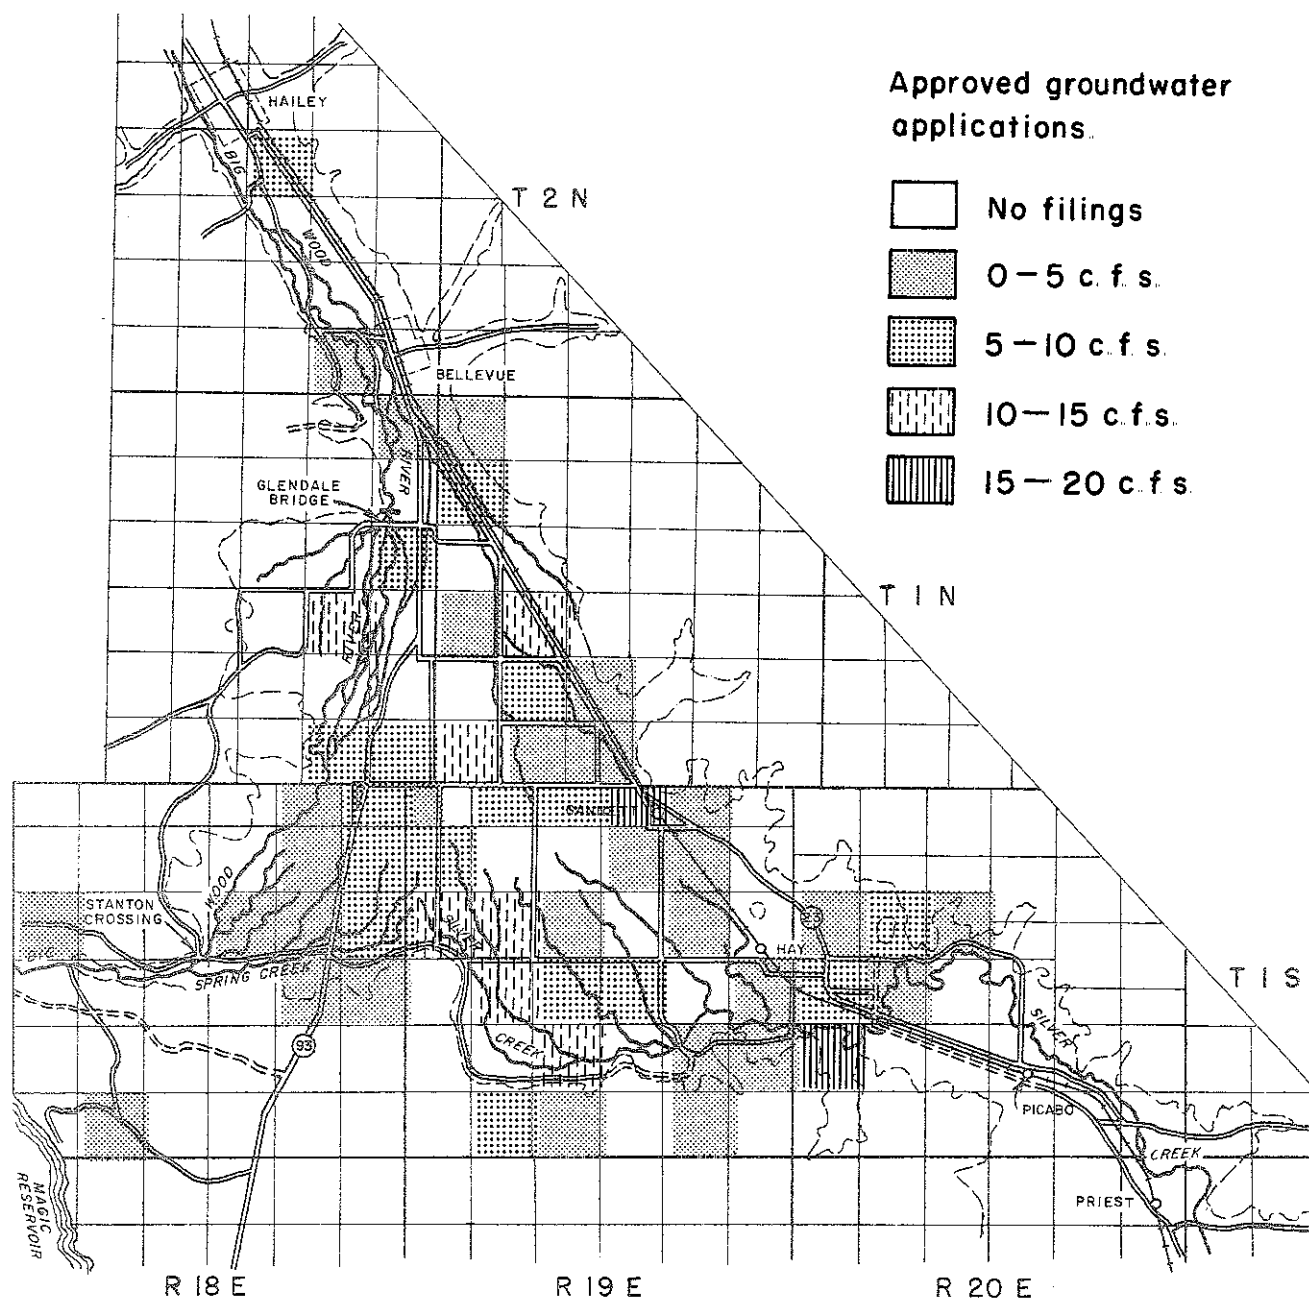 Approved groundwater
applications.
No filings
0-5 c. f. s.
5-10 c. f. s.
10-15 c. f. s.
15-20 c. f. s.
HAILEY
BIG
WOOD
T 2 N
BELLEVUE
RIVER
GLENDALE
BRIDGE
T 1 N
RIVER
STANTON
CROSSING
WOOD
BIG
SPRING CREEK
HAY
T 1 S
SILVER
93
CREEK
PICABO
CREEK
PRIEST
MAGIC
RESERVOIR
R 18 E
R 19 E
R 20 E